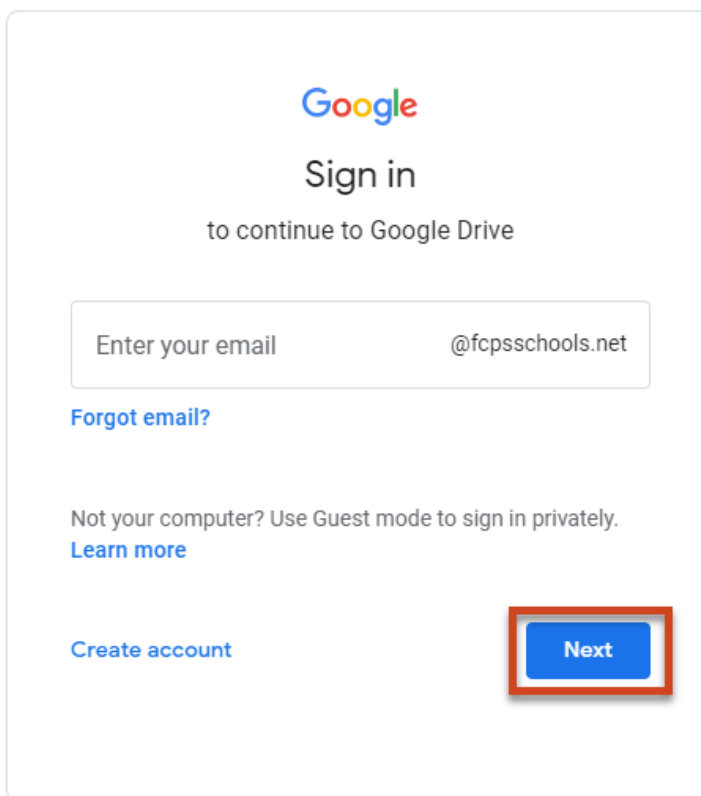 Google
Sign in
to continue to Google Drive
Enter your email @fcpsschools.net
Forgot email?
Not your computer? Use Guest mode to sign in privately.
Learn more
Create account Next